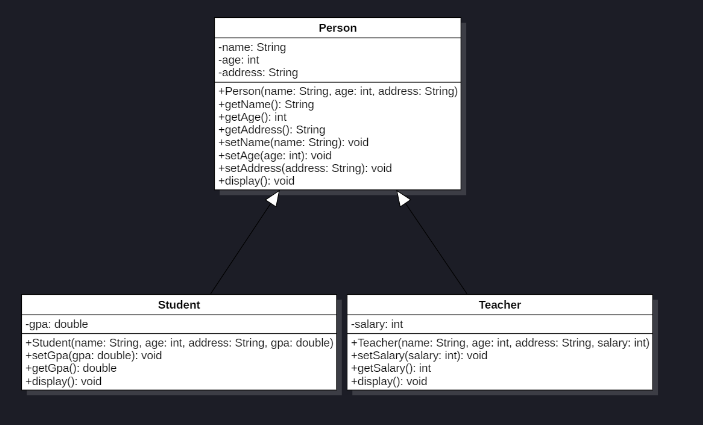 Person
-name: String
-age: int
-address: String
+Person(name: String, age: int, address: String)
+getName(): String
+getAge(): int
+getAddress(): String
+setName(name: String): void
+setAge(age: int): void
+setAddress(address: String): void
+display(): void
Student
-gpa: double
+Student(name: String, age: int, address: String, gpa: double)
+setGpa(gpa: double): void
+getGpa(): double
+display(): void
Teacher
-salary: int
+Teacher(name: String, age: int, address: String, salary: int)
+setSalary(salary: int): void
+getSalary(): int
+display(): void